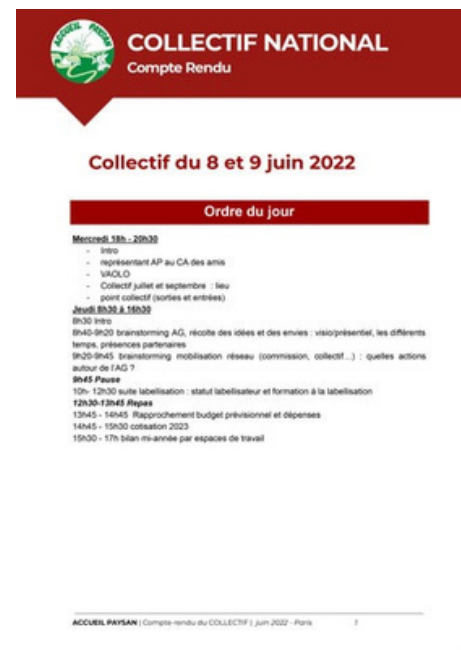 ACCUEIL PAYSAN
COLLECTIF NATIONAL
Compte Rendu
Collectif du 8 et 9 juin 2022
Ordre du jour
Mercredi 18h - 20h30
- Intro
- représentant AP au CA des amis
- VAOLO
- Collectif juillet et septembre : lieu
- point collectif (sorties et entrées)
Jeudi 8h30 à 16h30
8h30 Intro
8h40-9h20 brainstorming AG, récolte des idées et des envies : visio/présentiel, les différents
temps, présences partenaires
9h20-9h45 brainstorming mobilisation réseau (commission, collectif...) : quelles actions
autour de l'AG ?
9h45 Pause
10h- 12h30 suite labellisation : statut labellisateur et formation à la labellisation
12h30-13h45 Repas
13h45 - 14h45 Rapprochement budget prévisionnel et dépenses
14h45 - 15h30 cotisation 2023
15h30 - 17h bilan mi-année par espaces de travail
ACCUEIL PAYSAN | Compte-rendu du COLLECTIF | juin 2022 - Paris 1